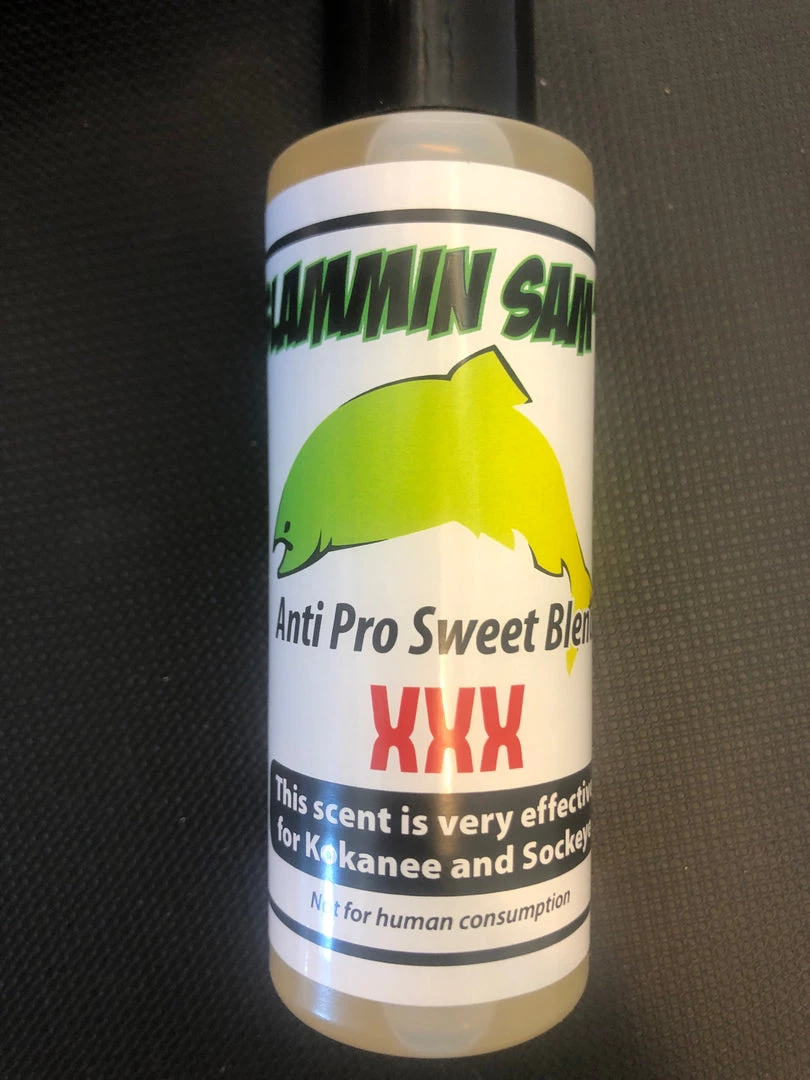 SLAMMIN SAM'
Anti Pro Sweet Blend
XXX
This scent is very effective
for Kokanee and Sockeye
Not for human consumption